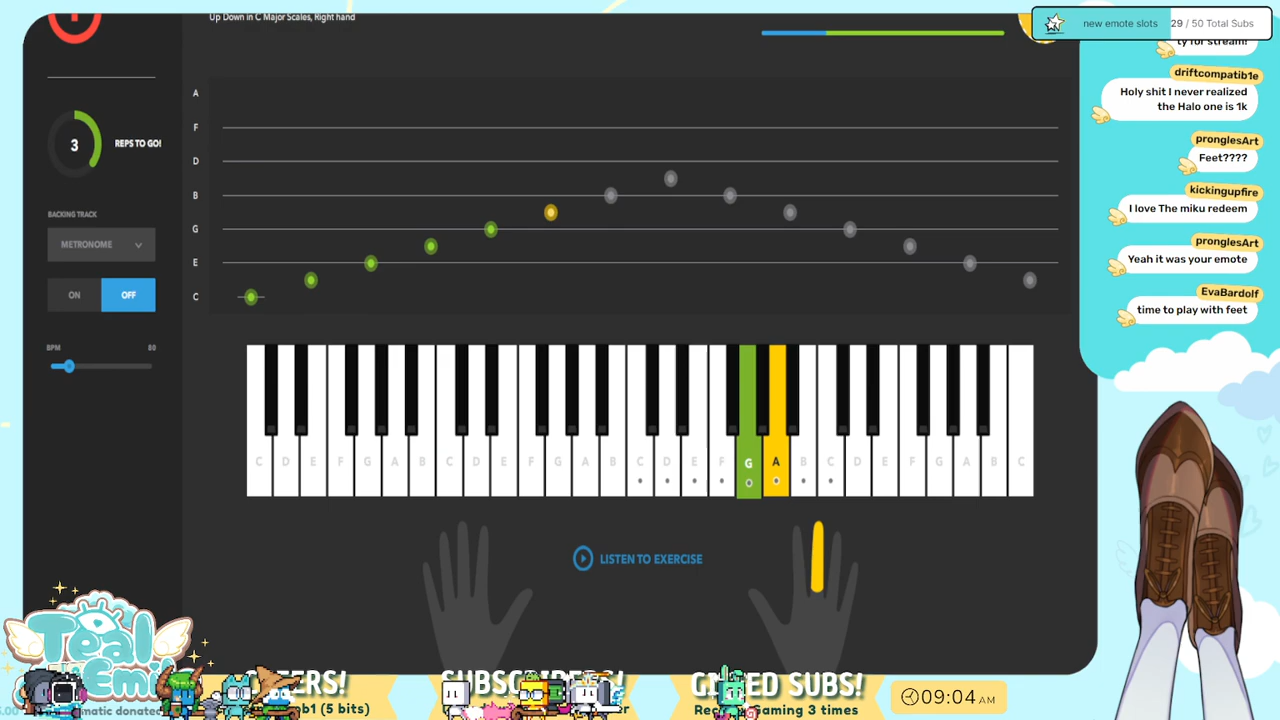 Up Down in C Major Scales, Right hand
new emote slots
29 / 50 Total Subs
ty for stream!
driftcompatib1e
Holy shit I never realized
the Halo one is 1k
pronglesArt
Feet????
kickingupfire
I love The miku redeem
pronglesArt
Yeah it was your emote
EvaBardolf
time to play with feet
3
REPS TO GO!
BACKING TRACK
METRONOME
ON
OFF
BPM
80
A
F
D
B
G
E
C
C D E F G A B C D E F G A B C D E F G A B C D E F G A B C
LISTEN TO EXERCISE
Teal
SUBSCRIBERS!
GIFTED SUBS!
ob1 (5 bits)
Gaming 3 times
09:04 AM
donated